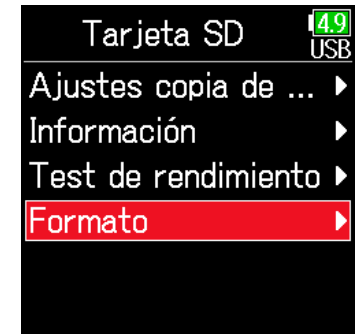 Tarjeta SD
4.9
USB
Ajustes copia de ...
Información
Test de rendimiento
Formato